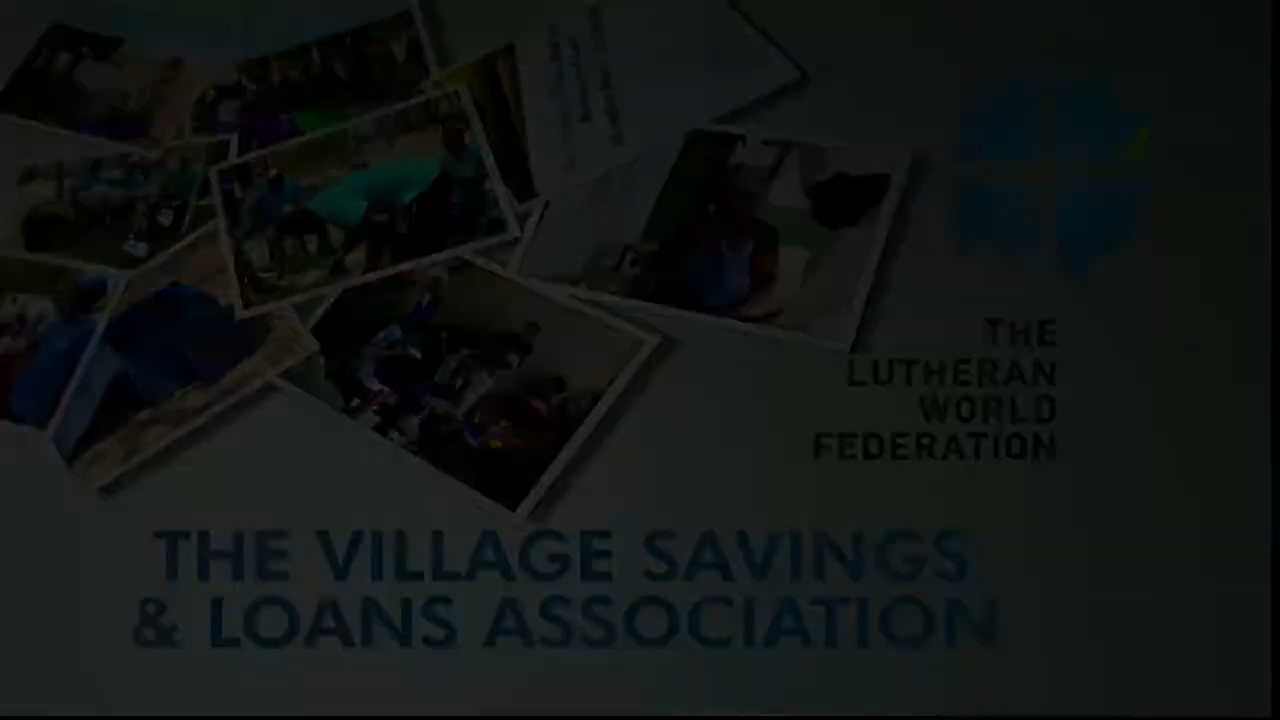 THE
LUTHERAN
WORLD
FEDERATION
THE VILLAGE SAVINGS
& LOANS ASSOCIATION